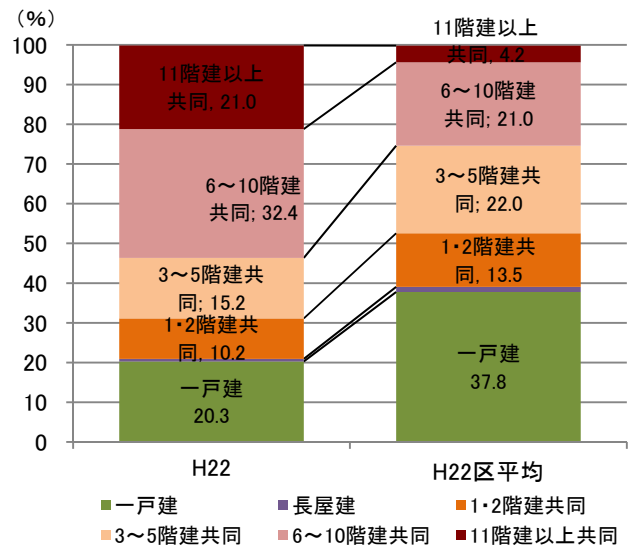 (%)
100
90
80
70
60
50
40
30
20
10
0
11階建以上
共同, 21.0
6～10階建
共同; 32.4
3～5階建共
同; 15.2
1・2階建共
同, 10.2
一戸建
20.3
11階建以上
共同, 4.2
6～10階建
共同; 21.0
3～5階建共
同; 22.0
1・2階建共
同, 13.5
一戸建
37.8
H22
H22区平均
一戸建 長屋建 1・2階建共同
3～5階建共同 6～10階建共同 11階建以上共同